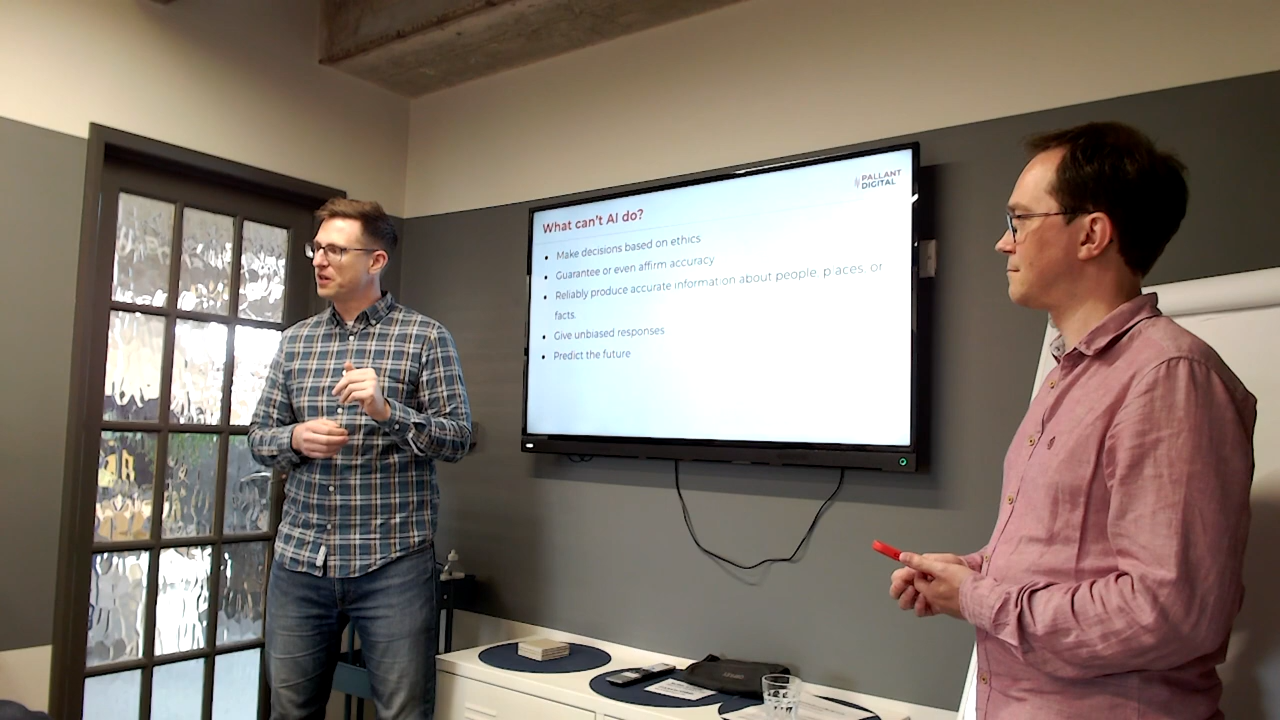 PALLANT
DIGITAL
What can't AI do?
• Make decisions based on ethics
• Guarantee or even affirm accuracy
• Reliably produce accurate information about people, places, or
facts.
• Give unbiased responses
• Predict the future